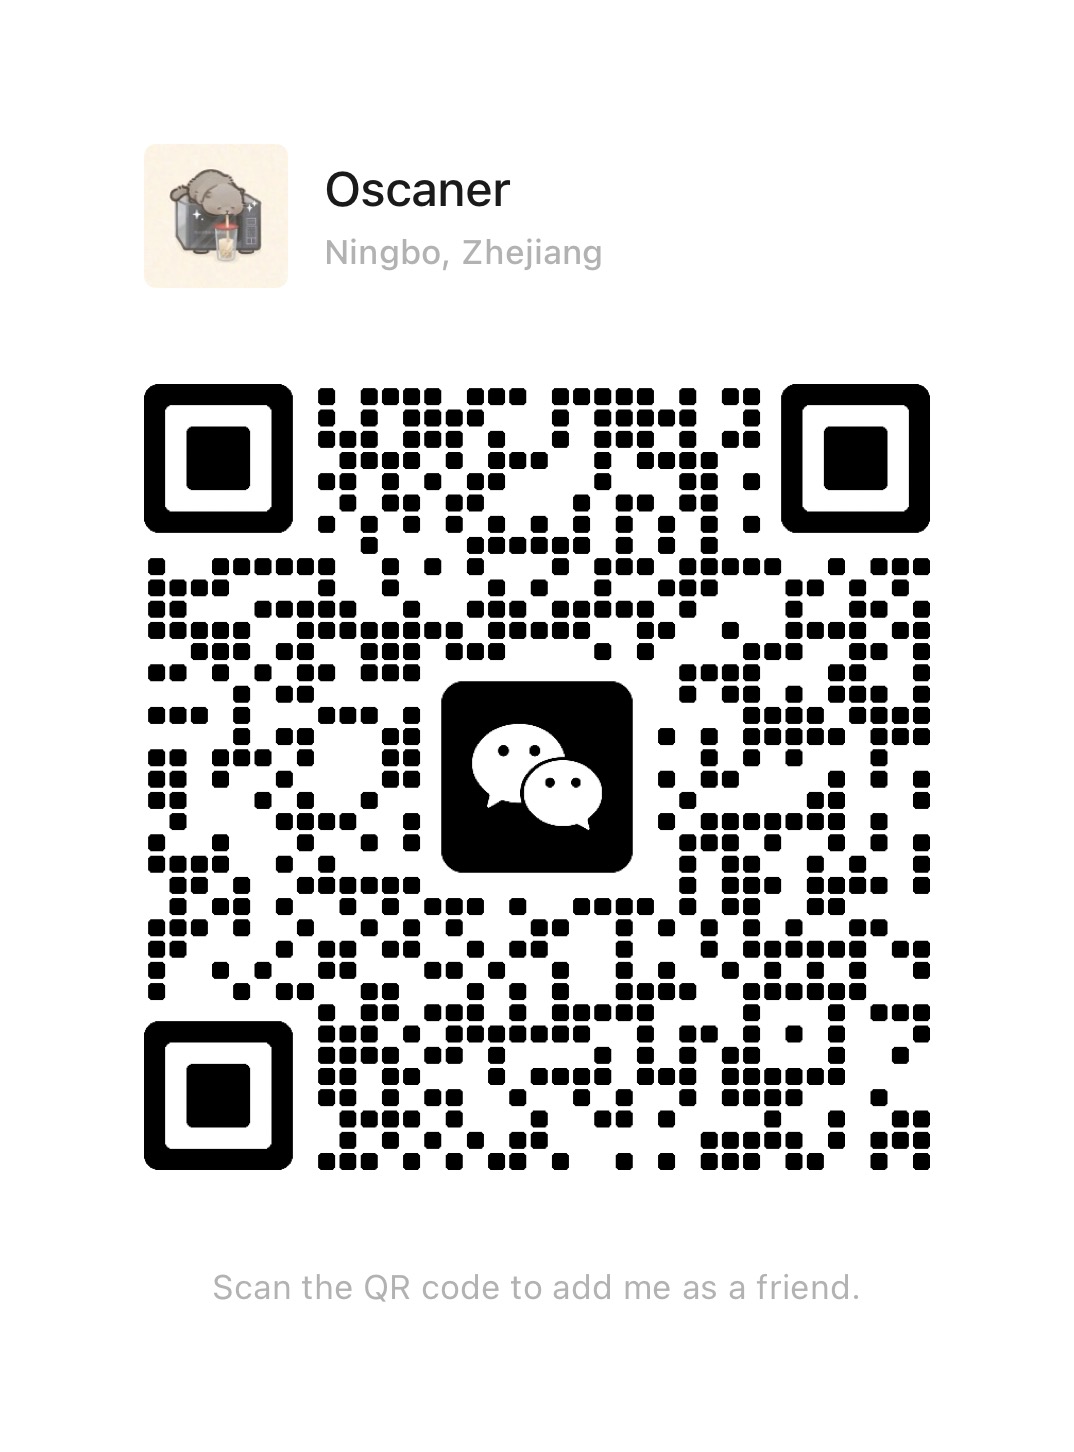 Oscaner
Ningbo, Zhejiang
Scan the QR code to add me as a friend.